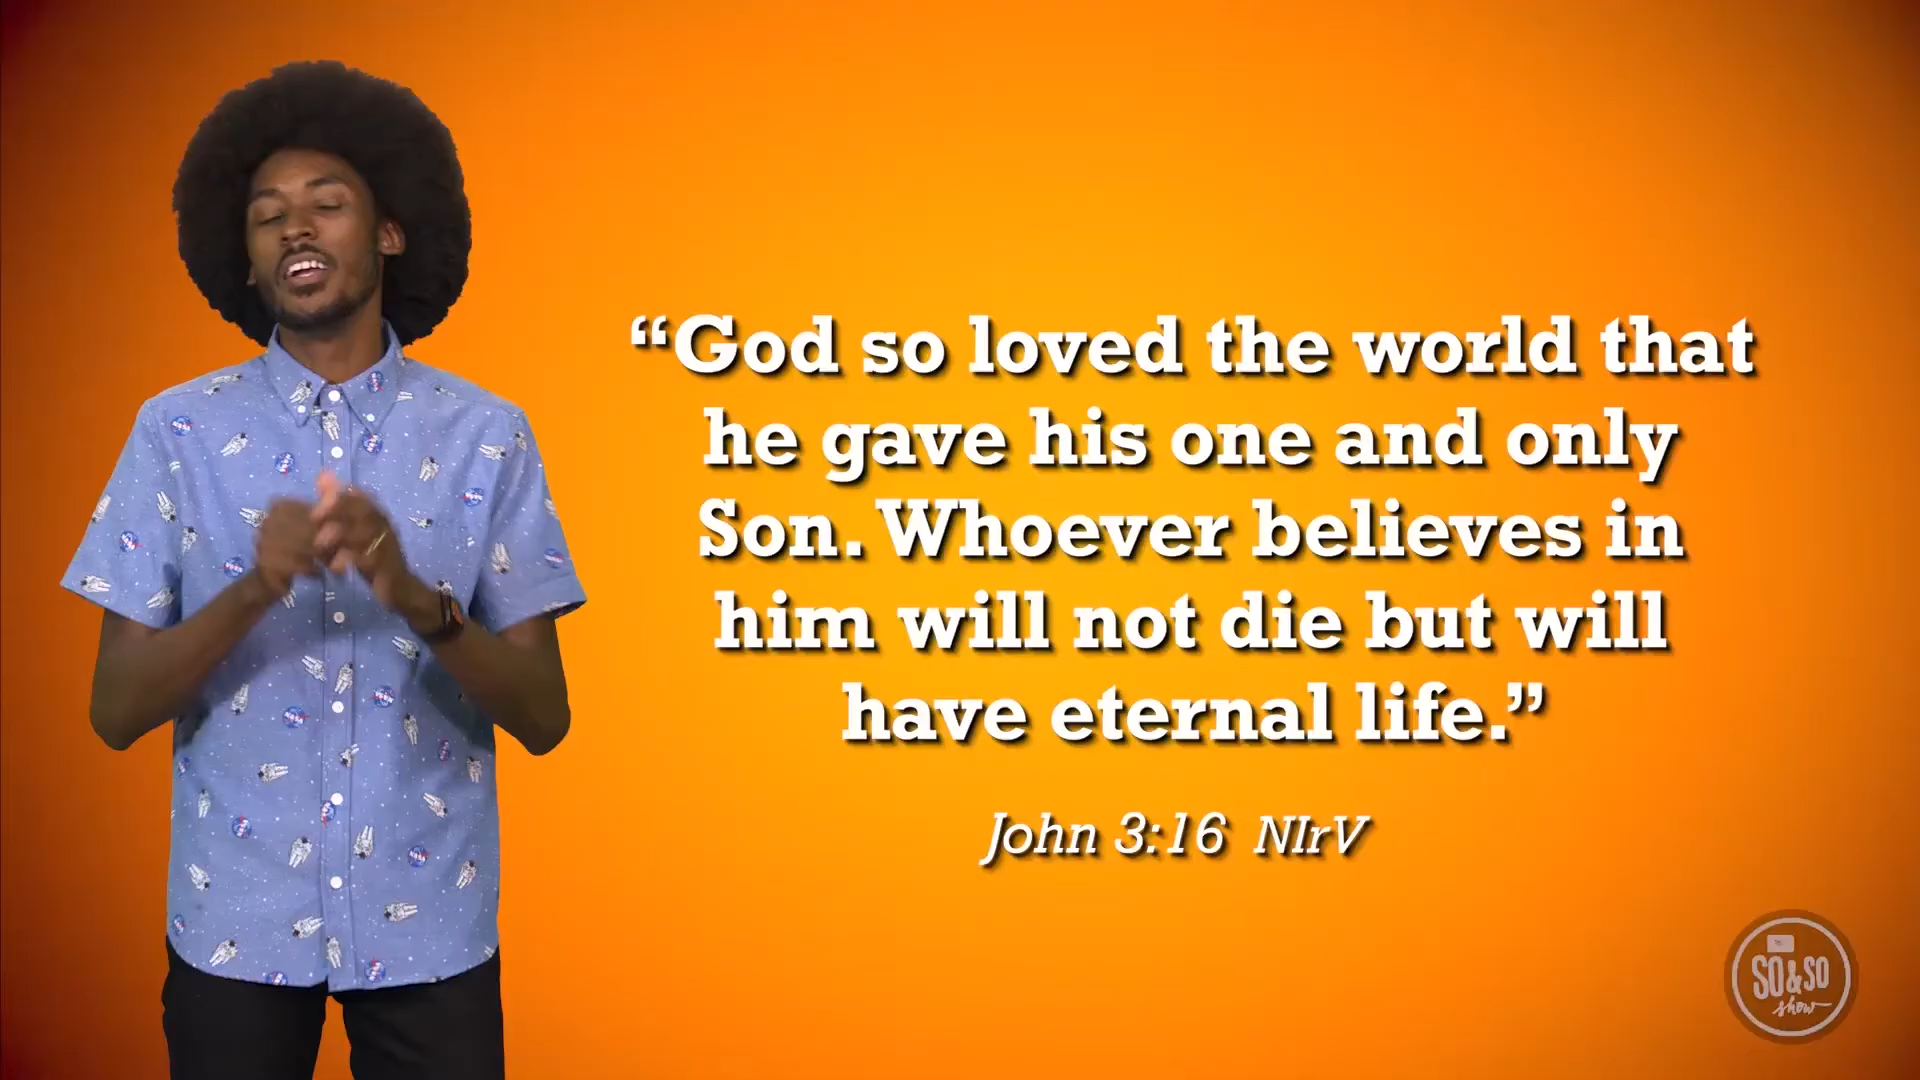 “God so loved the world that
he gave his one and only
Son. Whoever believes in
him will not die but will
have eternal life.”
John 3:16 NIrV
SO & SO
show